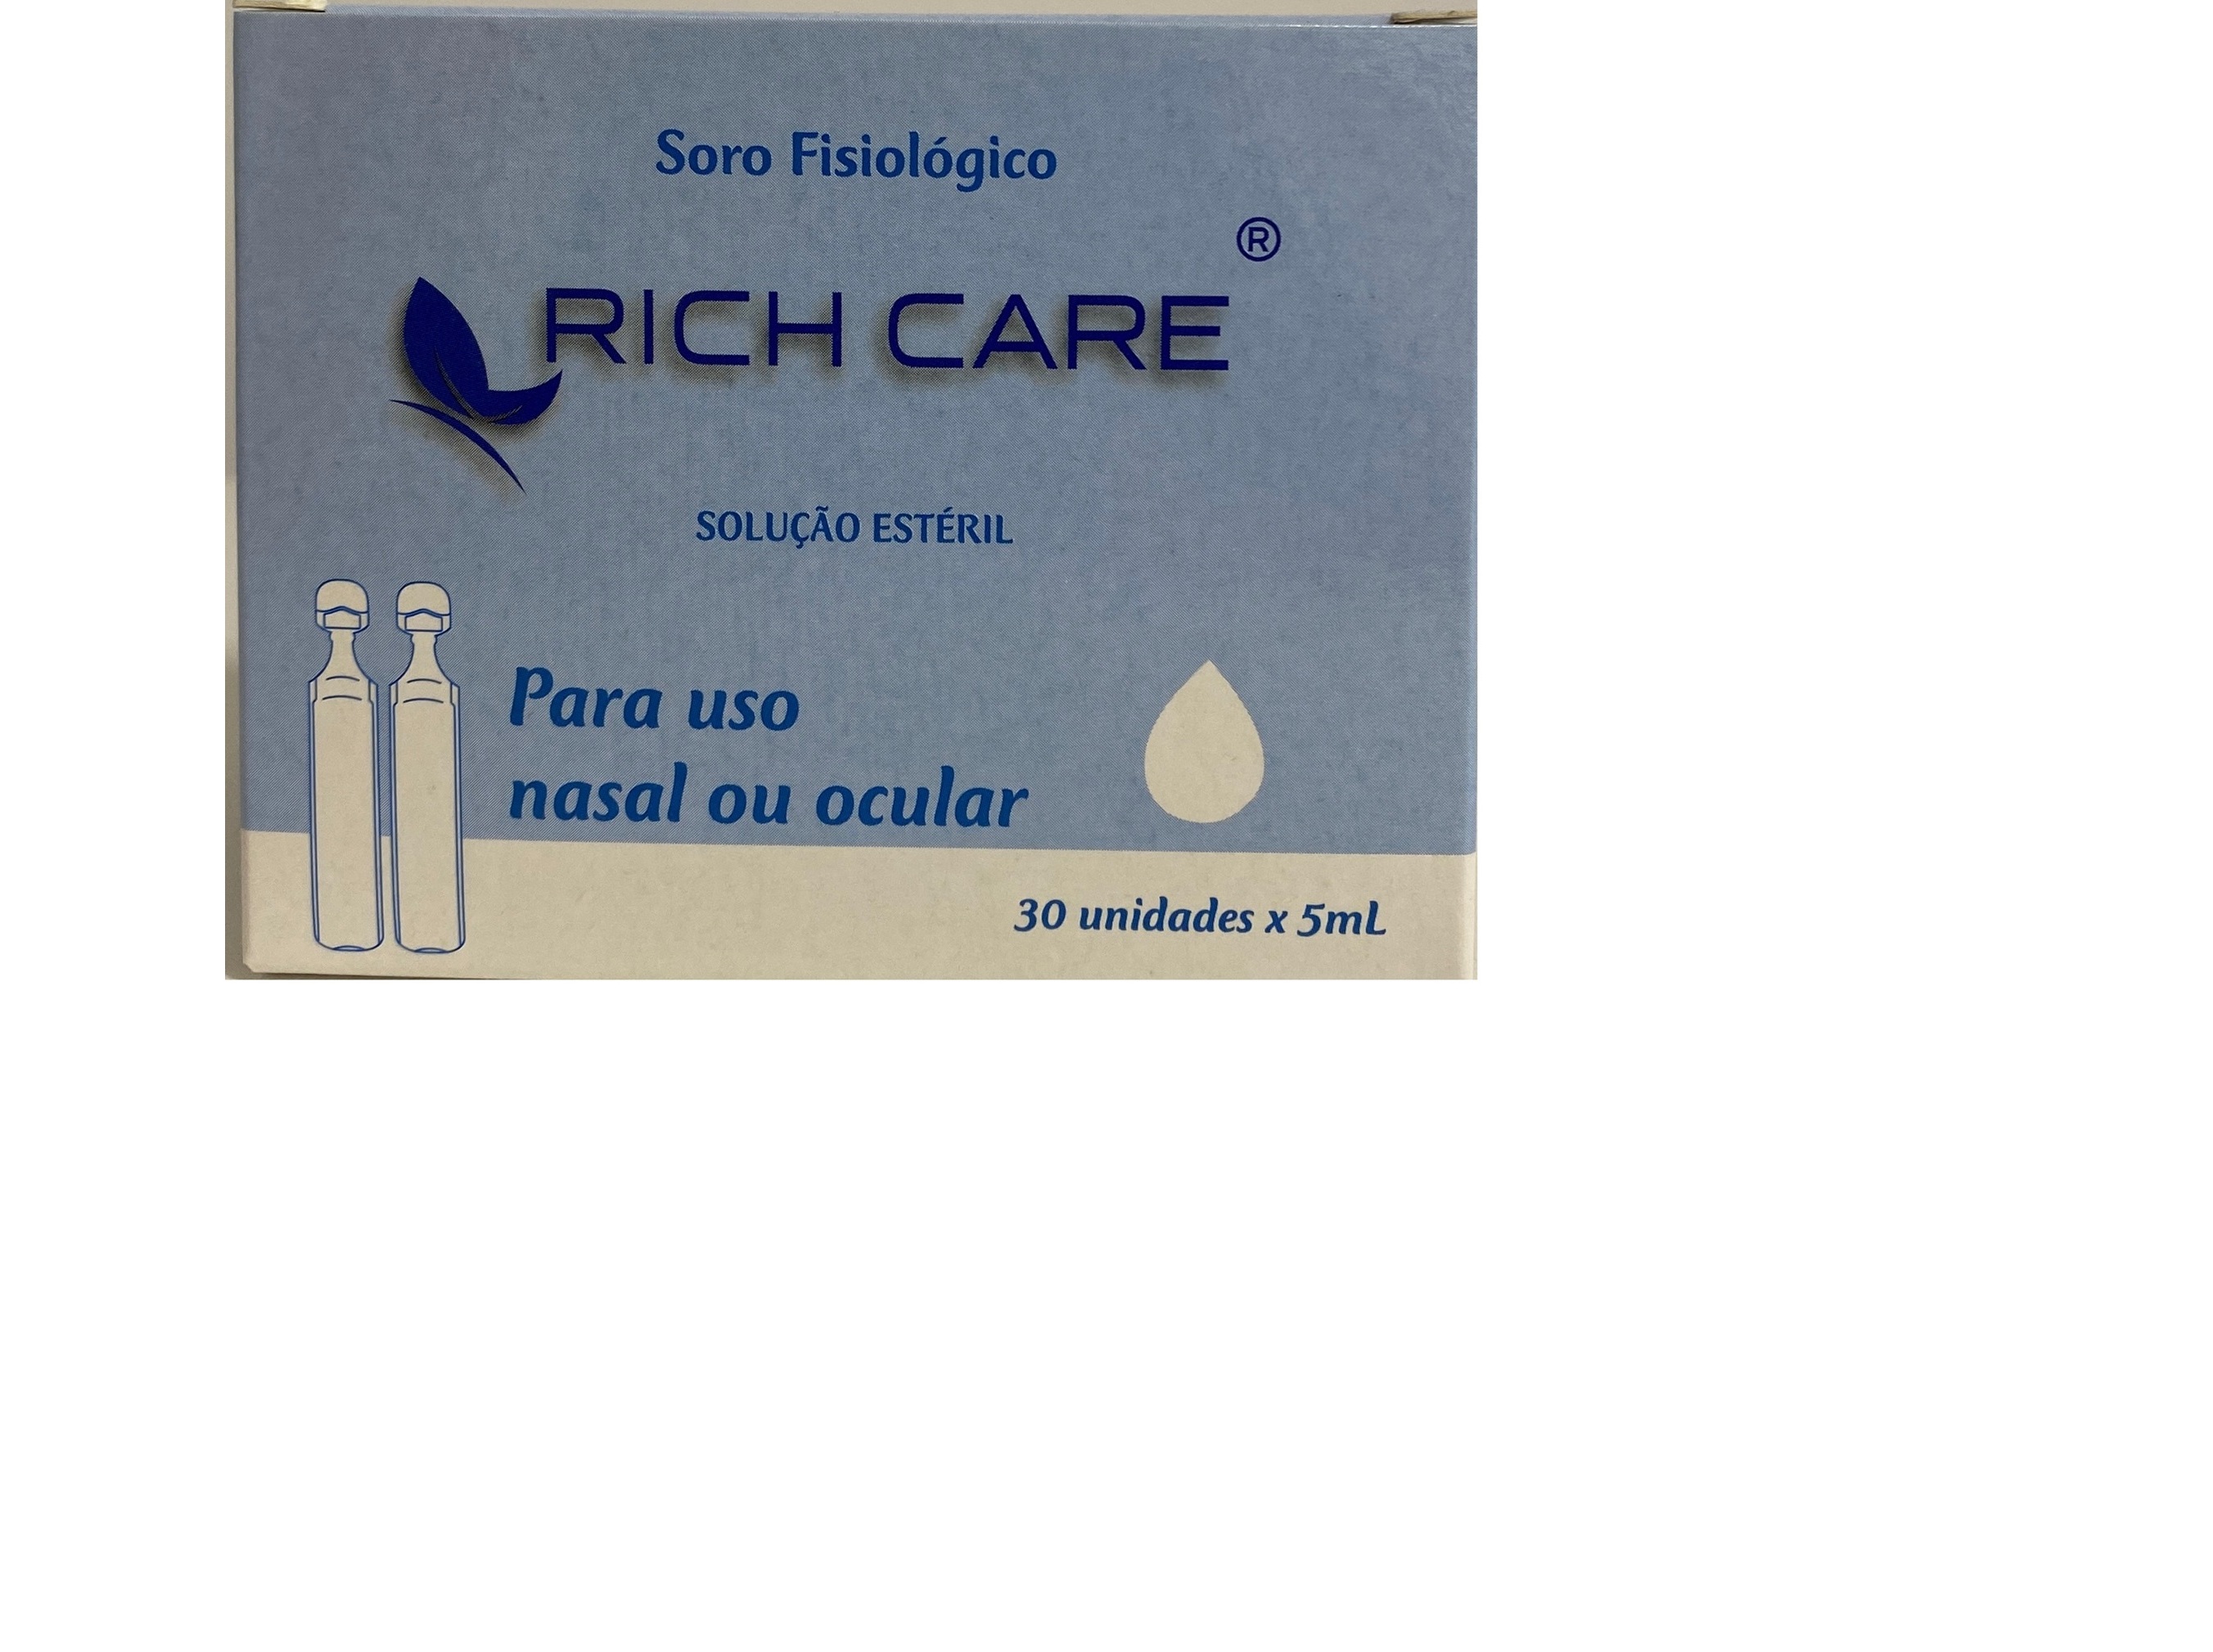 Soro Fisiológico
®
RICH CARE
SOLUÇÃO ESTÉRIL
Para uso
nasal ou ocular
30 unidades x 5mL